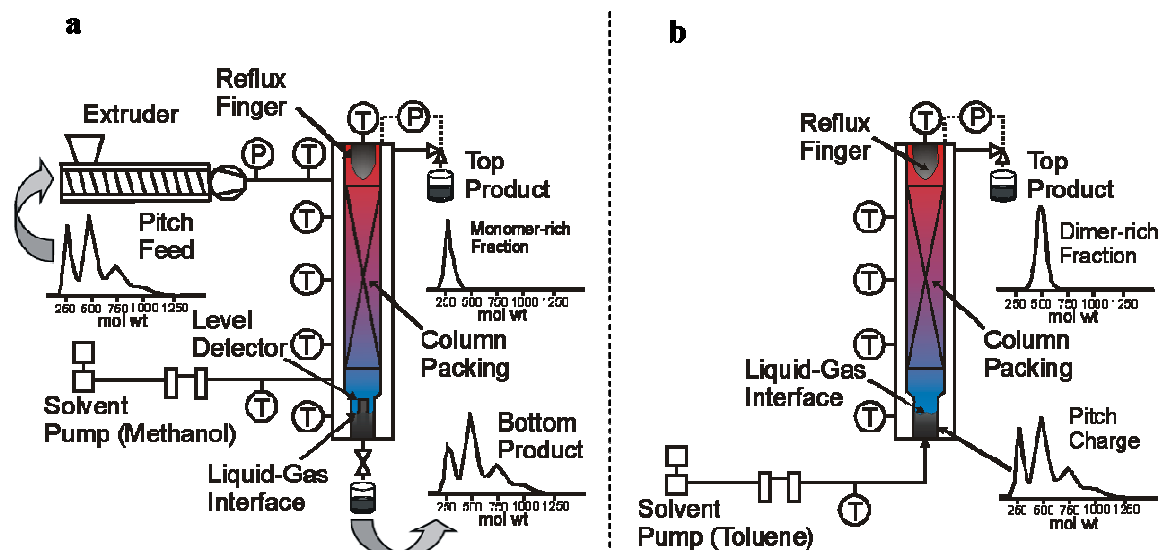 a
Reflux
Finger
Extruder
T
P
P
T
Top
Product
Pitch
Feed
T
Monomer-rich
Fraction
T
250 500 750 1000 1250
mol wt
250 500 750 1000 1250
mol wt
Level
Detector
T
Column
Packing
Solvent
Pump (Methanol)
T
T
Bottom
Product
Liquid-Gas
Interface
250 500 750 1000 1250
mol wt
b
T
P
Reflux
Finger
Top
Product
T
Dimer-rich
Fraction
T
250 500 750 1000 1250
mol wt
T
Column
Packing
Liquid-Gas
Interface
T
Pitch
Charge
Solvent
Pump (Toluene)
T
250 500 750 1000 1250
mol wt